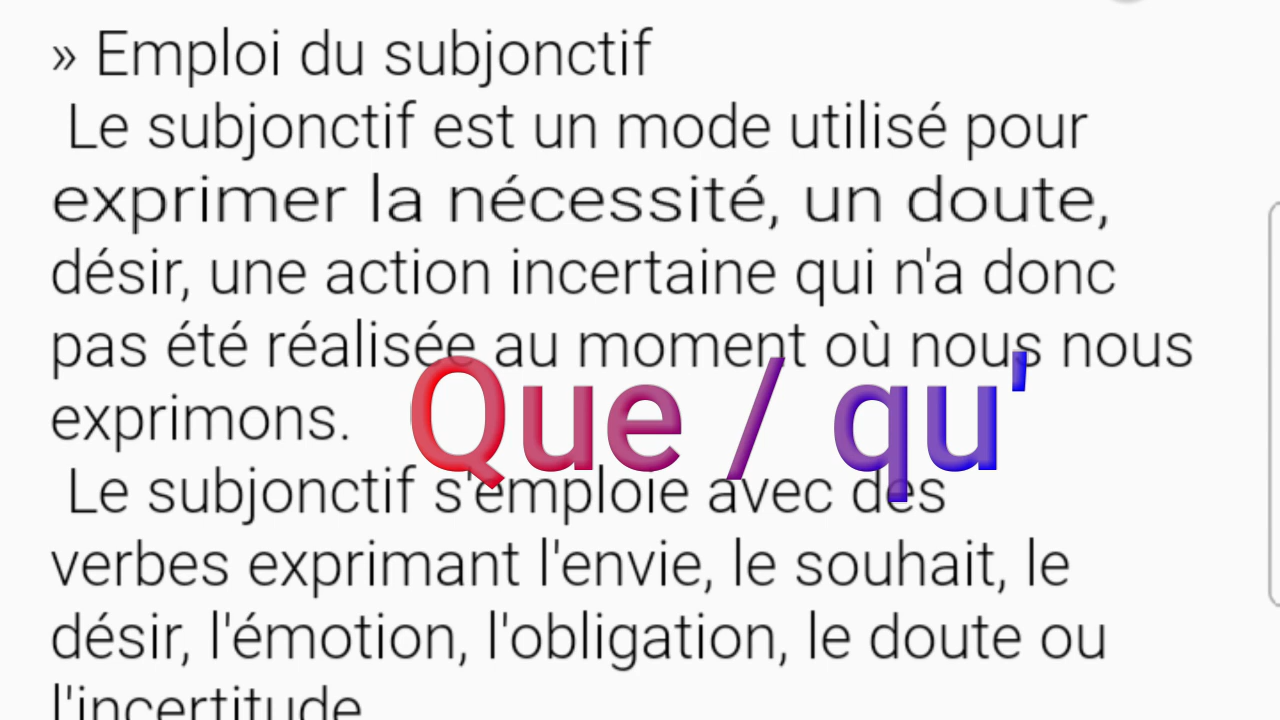 » Emploi du subjonctif
Le subjonctif est un mode utilisé pour
exprimer la nécessité, un doute,
désir, une action incertaine qui n'a donc
pas été réalisée au moment où nous nous
exprimons.
Que / qu'
Le subjonctif s'emploie avec des
verbes exprimant l'envie, le souhait, le
désir, l'émotion, l'obligation, le doute ou
l'incertitude